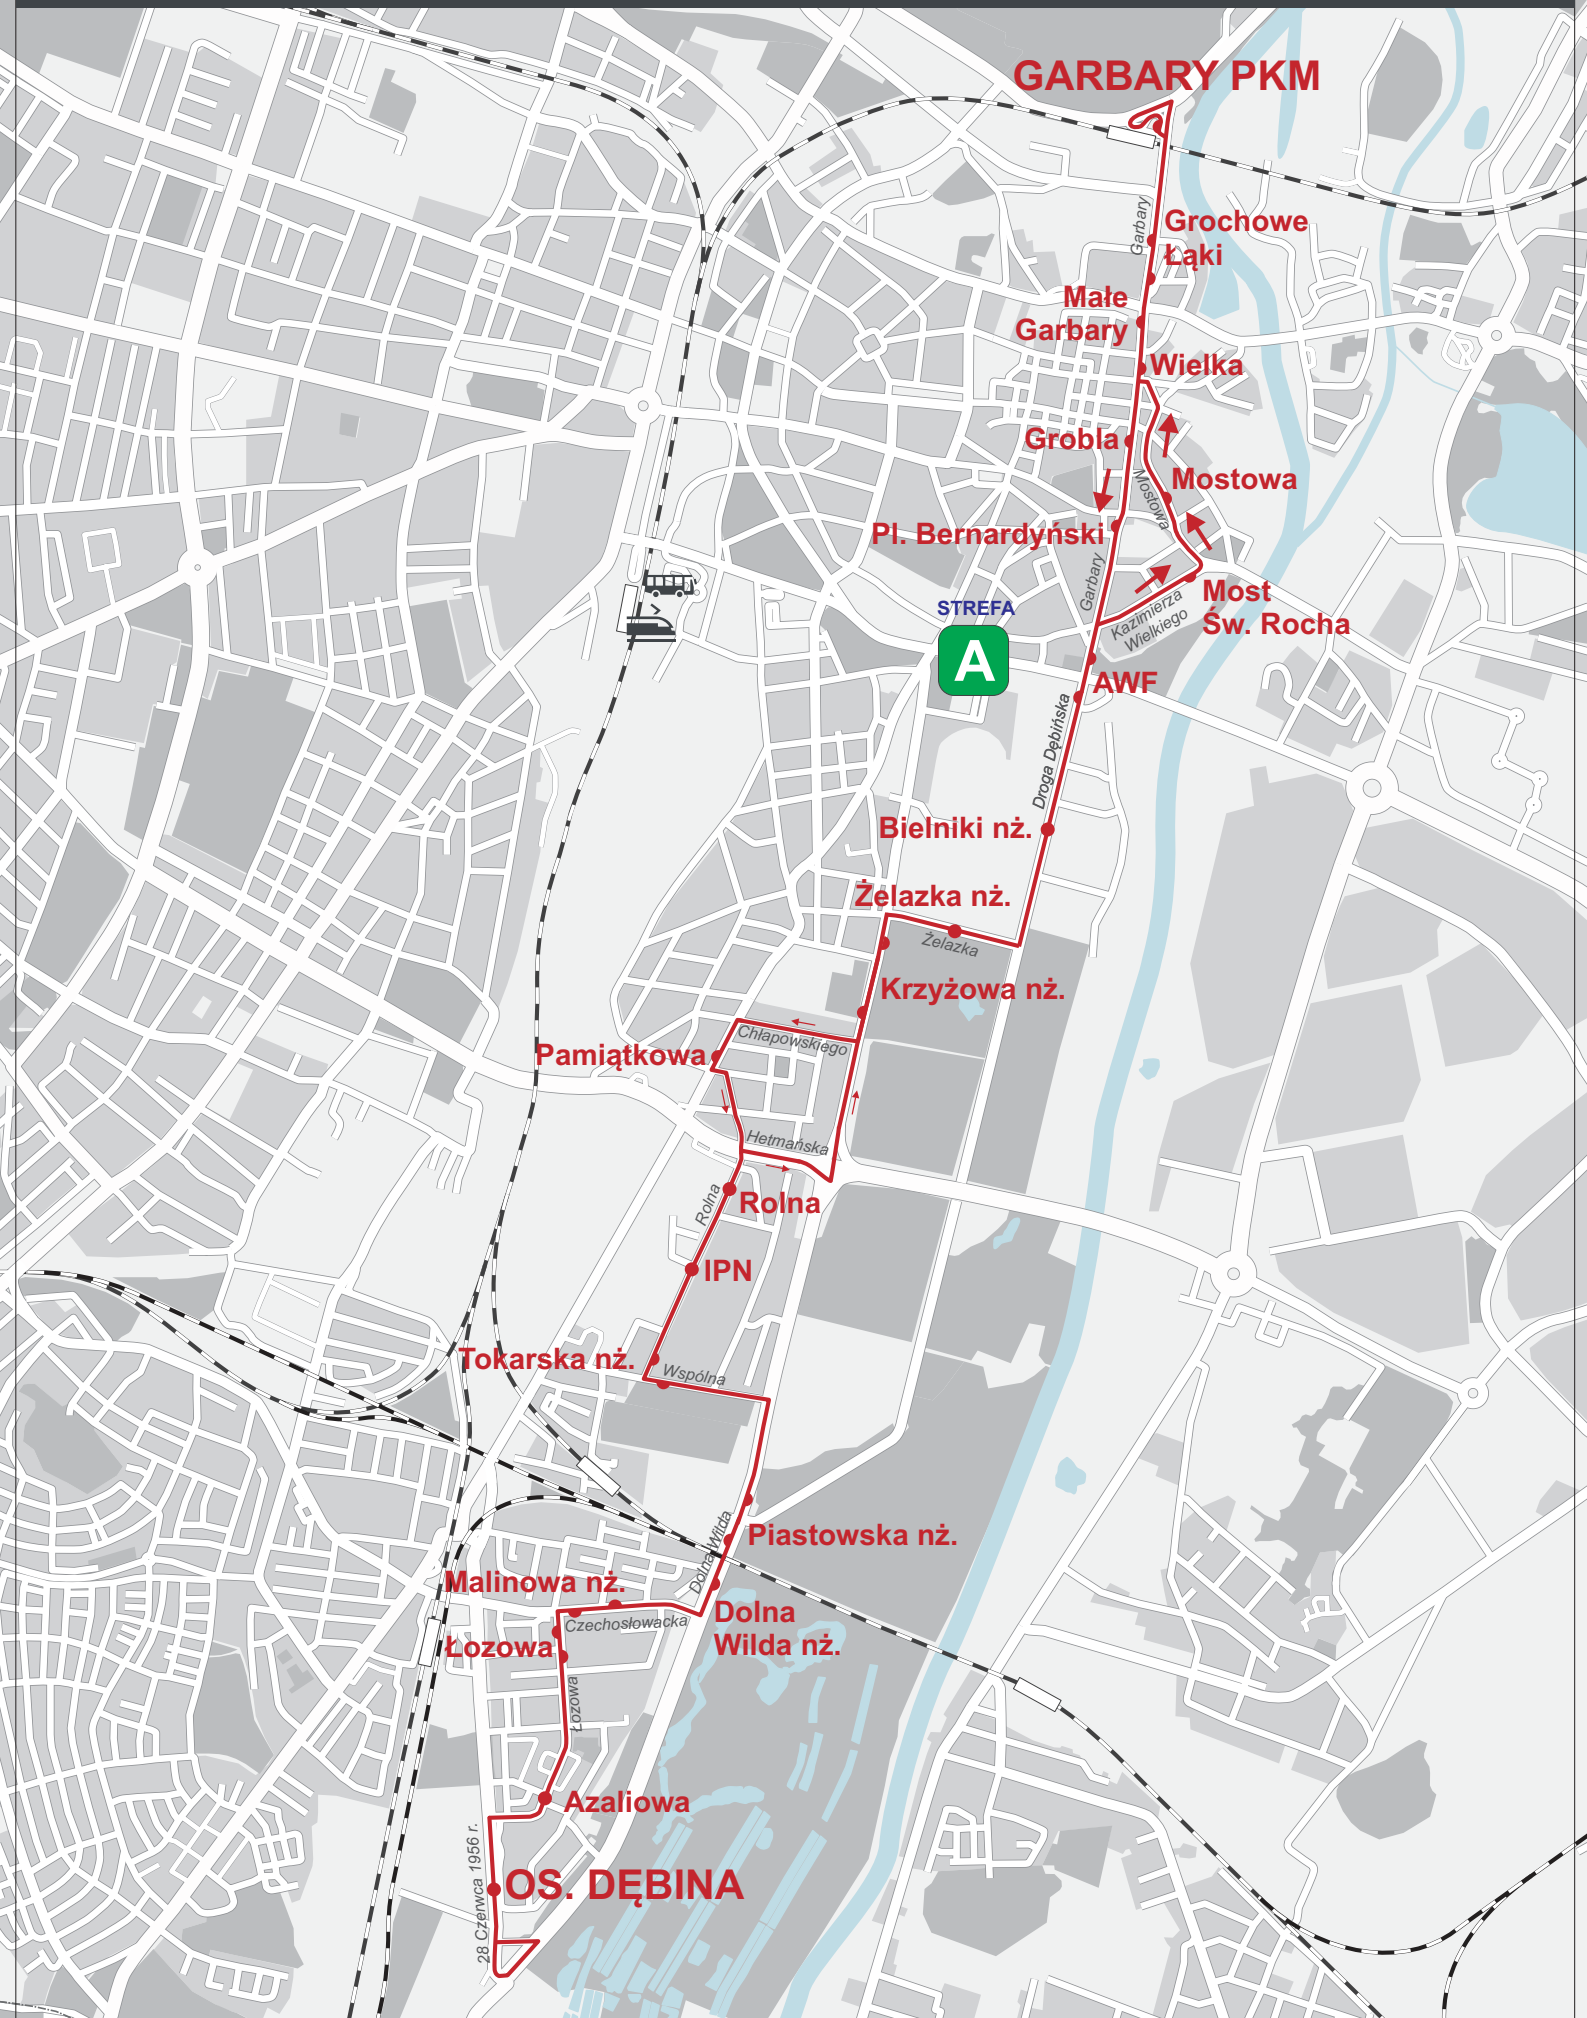 GARBARY PKM
Garbary
Grochowe
Łąki
Małe
Garbary
Wielka
Grobla
Mostowa
Mostowa
Pl. Bernardyński
Garbary
Most
Św. Rocha
Kazimierza
Wielkiego
STREFA
A
AWF
Droga Dębińska
Bielniki nż.
Żelazka nż.
Żelazka
Krzyżowa nż.
Chłapowskiego
Pamiątkowa
Hetmańska
Rolna
Rolna
IPN
Tokarska nż.
Wspólna
Dolna Wilda
Piastowska nż.
Malinowa nż.
Czechosłowacka
Dolna
Wilda nż.
Łozowa
Łozowa
Azaliowa
28 Czerwca 1956 r.
OS. DĘBINA